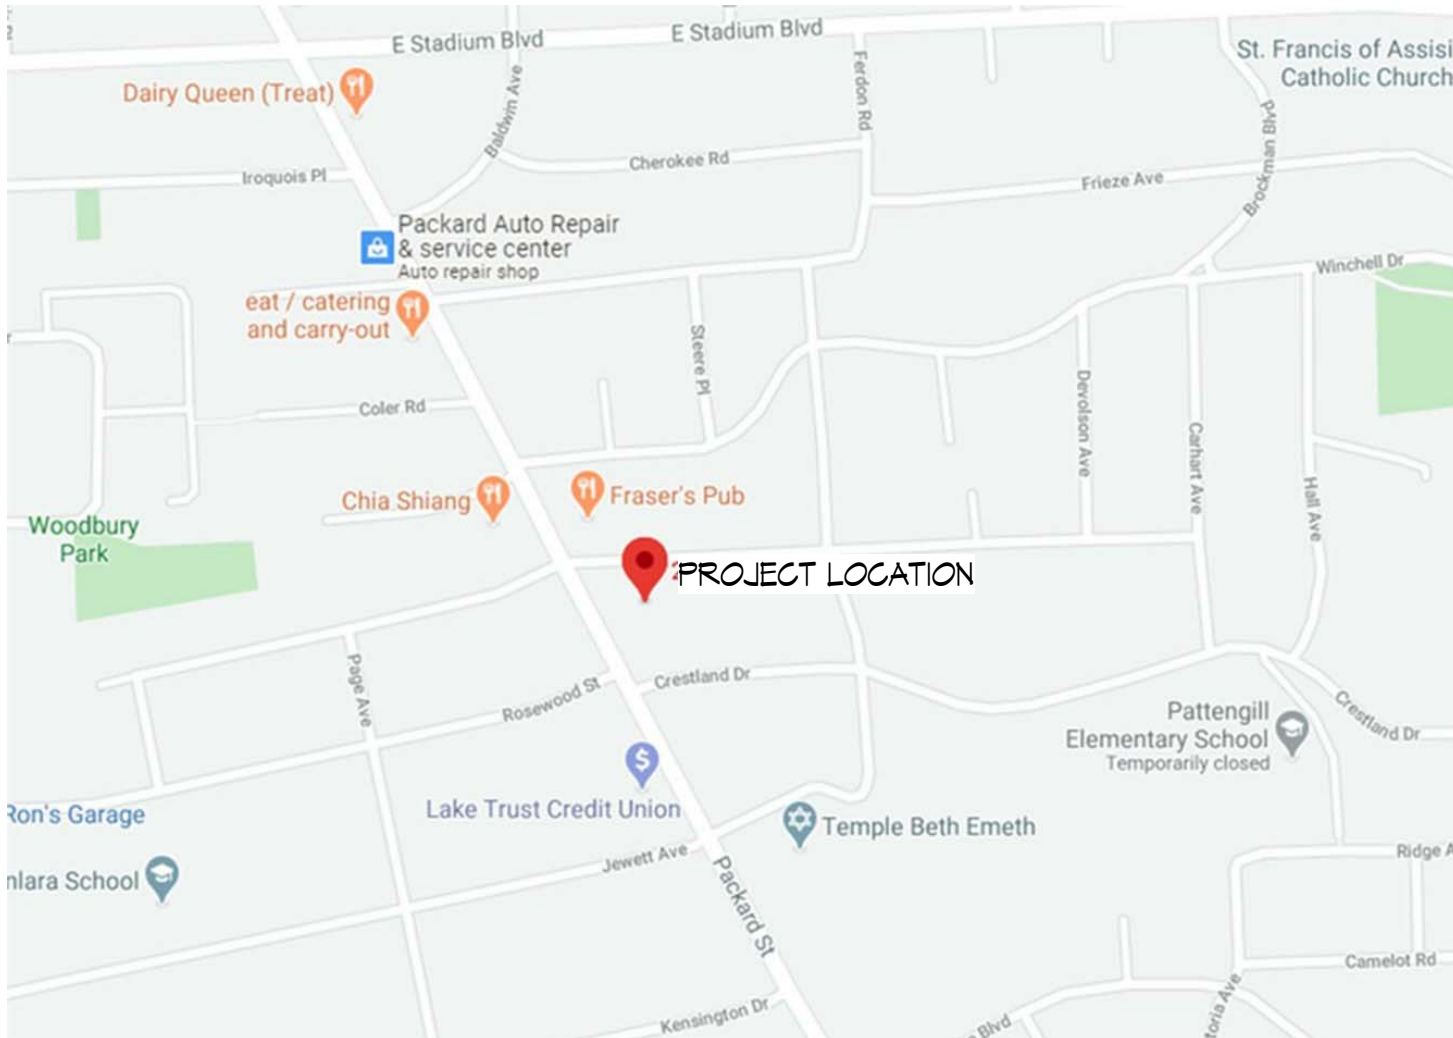 E Stadium Blvd
E Stadium Blvd
St. Francis of Assisi
Catholic Church
Dairy Queen (Treat)
Baldwin Ave
Ferdon Rd
Brockman Blvd
Iroquois Pl
Cherokee Rd
Frieze Ave
Packard Auto Repair
& service center
Auto repair shop
Winchell Dr
eat / catering
and carry-out
Steere Pl
Coler Rd
Devolson Ave
Carhart Ave
Hall Ave
Chia Shiang
Fraser's Pub
Woodbury
Park
PROJECT LOCATION
Page Ave
Rosewood St
Crestland Dr
Crestland Dr
Pattengill
Elementary School
Temporarily closed
Ron's Garage
Lake Trust Credit Union
Temple Beth Emeth
Jewett Ave
Packard St
nlara School
Ridge A
Camelot Rd
Kensington Dr
Blvd
toria Ave